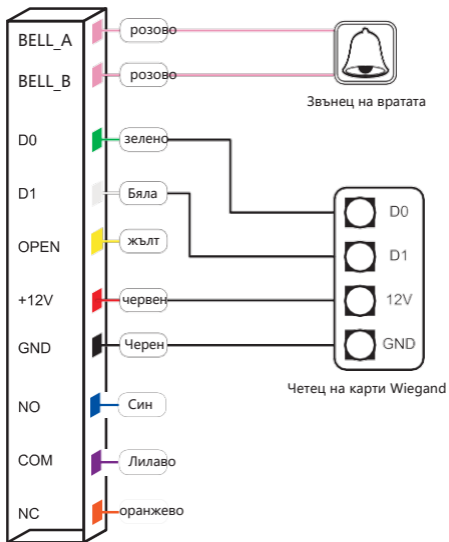 BELL_A розово
BELL_B розово
Звънец на вратата
D0 зелено
D1 Бяла
D0
OPEN жълт
D1
+12V червен
12V
GND Черен
GND
Четец на карти Wiegand
NO Син
COM Лилаво
NC оранжево